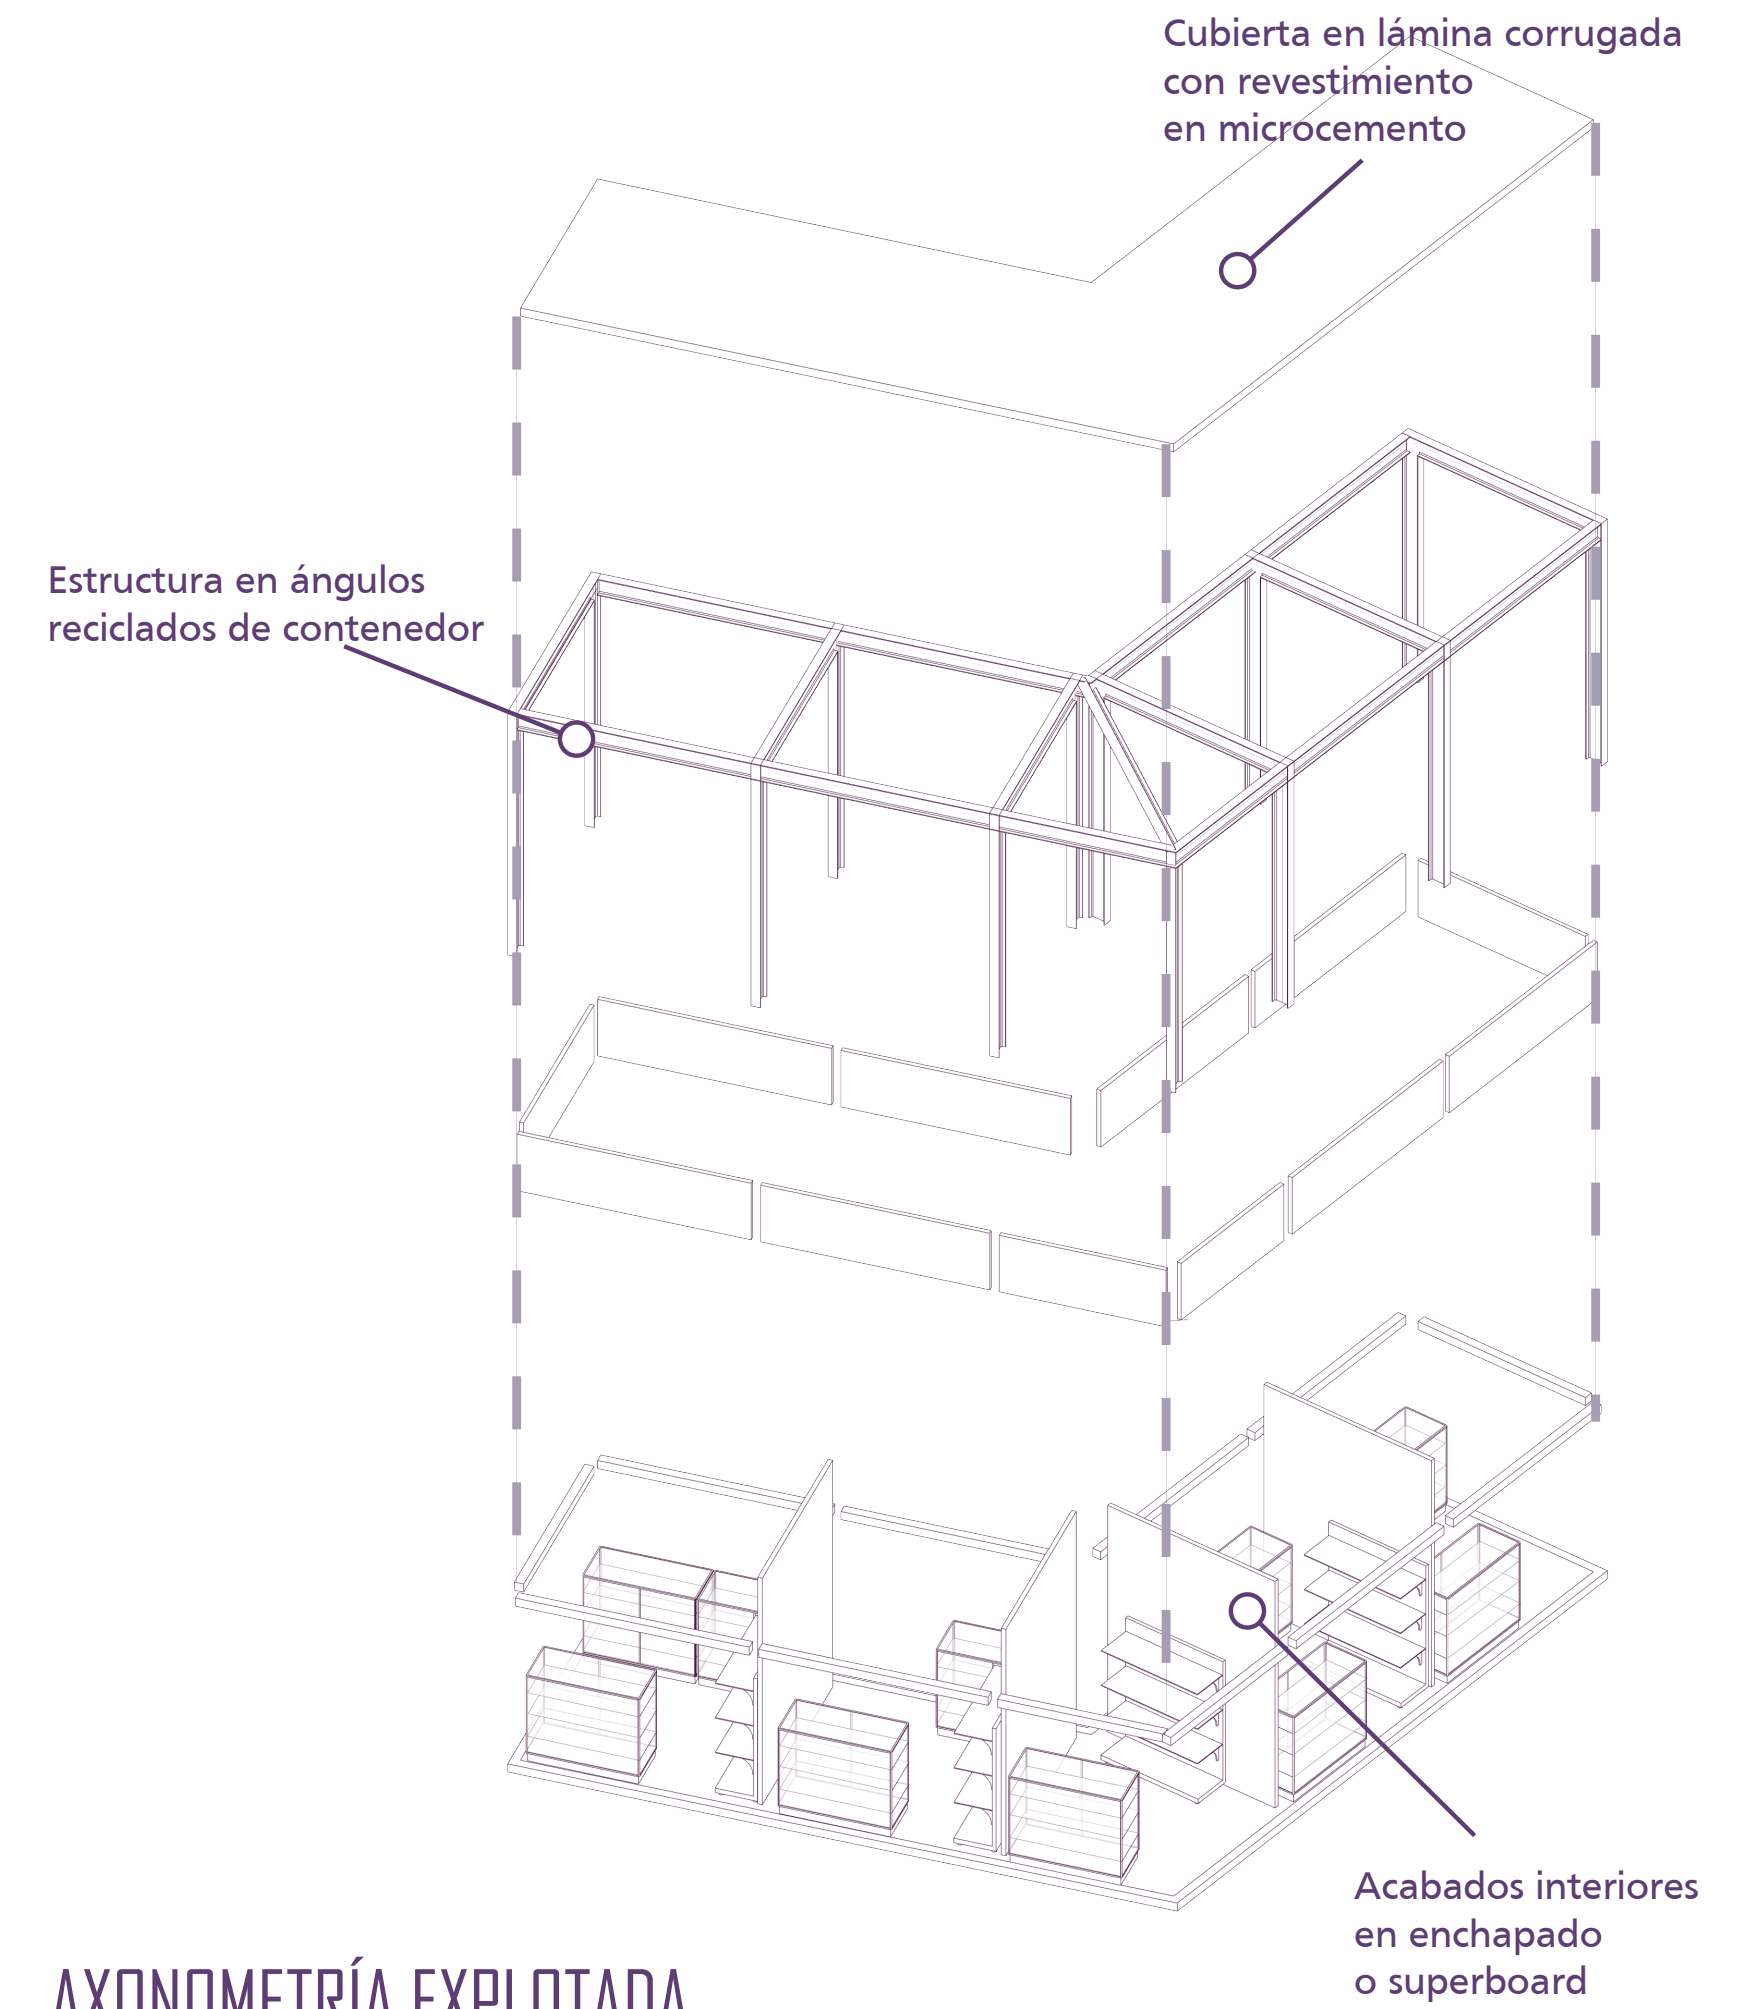 Cubierta en lámina corrugada
con revestimiento
en microcemento
Estructura en ángulos
reciclados de contenedor
Acabados interiores
en enchapado
o superboard
AXONOMETRÍA EXPLOTADA